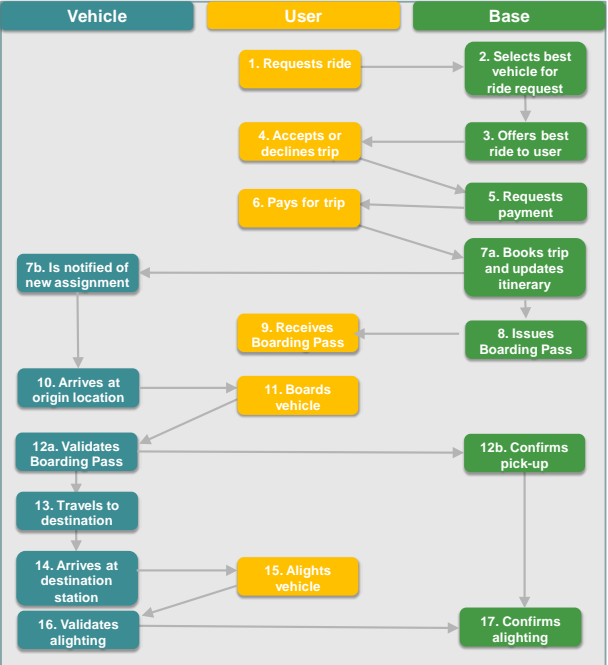 Vehicle
User
Base
1. Requests ride
2. Selects best
vehicle for
ride request
3. Offers best
ride to user
4. Accepts or
declines trip
5. Requests
payment
6. Pays for trip
7a. Books trip
and updates
itinerary
7b. Is notified of
new assignment
8. Issues
Boarding Pass
9. Receives
Boarding Pass
10. Arrives at
origin location
11. Boards
vehicle
12a. Validates
Boarding Pass
12b. Confirms
pick-up
13. Travels to
destination
14. Arrives at
destination
station
15. Alights
vehicle
16. Validates
alighting
17. Confirms
alighting